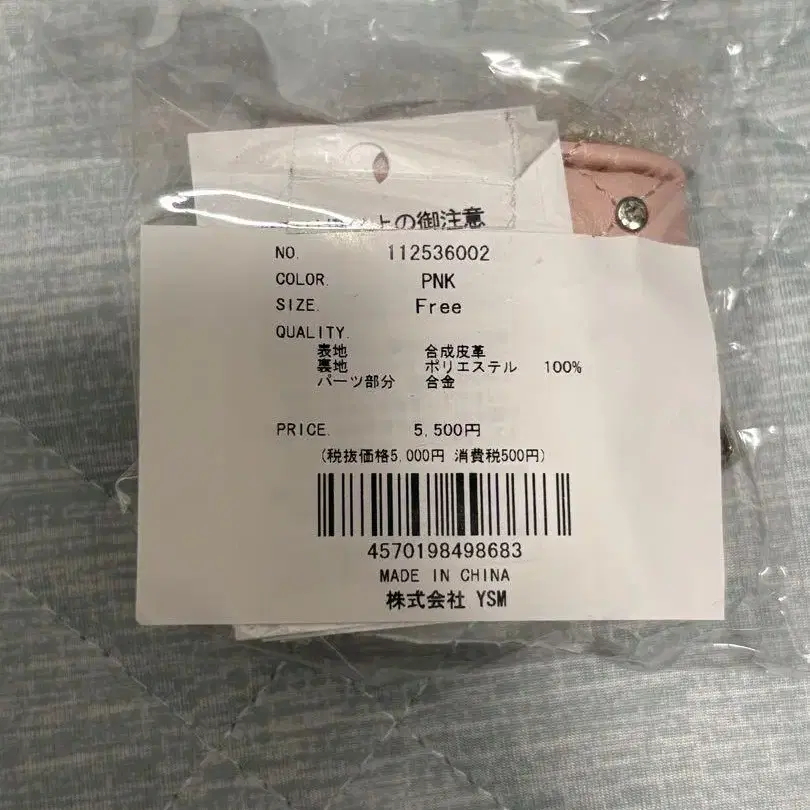 上の御注意
NO. 112536002
COLOR. PNK
SIZE. Free
QUALITY.
表地 合成皮革
裏地 ポリエステル 100%
パーツ部分 合金
PRICE. 5,500円
(税抜価格5,000円 消費税500円)
4570198498683
MADE IN CHINA
株式会社 YSM